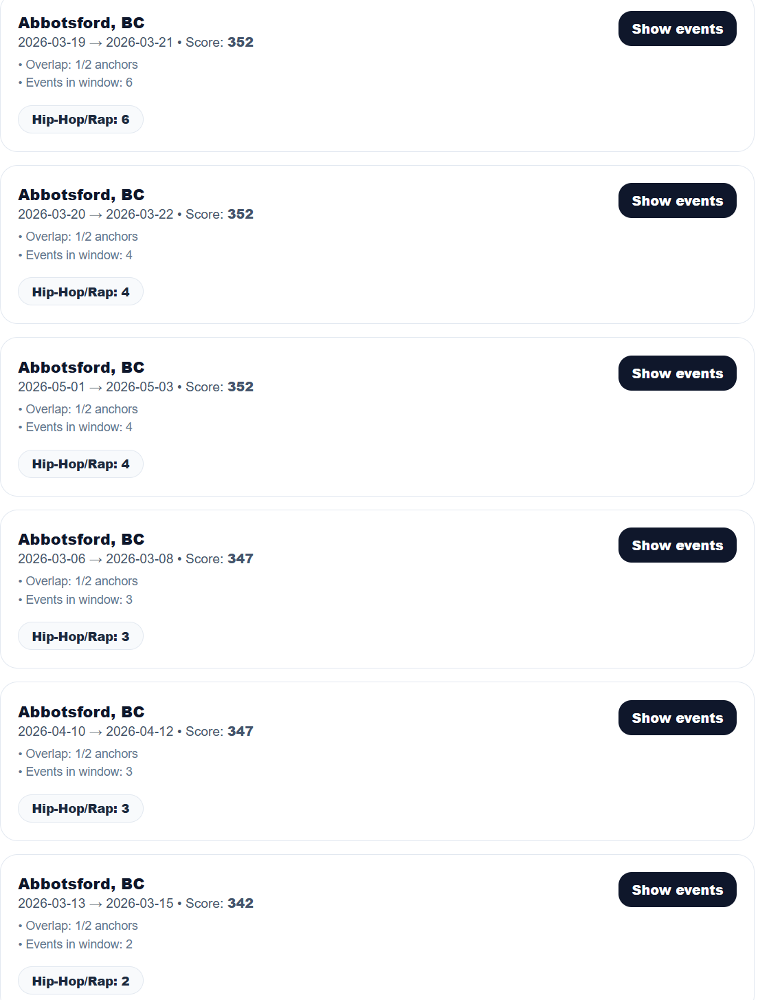 Abbotsford, BC
Show events
2026-03-19 → 2026-03-21 • Score: 352
• Overlap: 1/2 anchors
• Events in window: 6
Hip-Hop/Rap: 6
Abbotsford, BC
Show events
2026-03-20 → 2026-03-22 • Score: 352
• Overlap: 1/2 anchors
• Events in window: 4
Hip-Hop/Rap: 4
Abbotsford, BC
Show events
2026-05-01 → 2026-05-03 • Score: 352
• Overlap: 1/2 anchors
• Events in window: 4
Hip-Hop/Rap: 4
Abbotsford, BC
Show events
2026-03-06 → 2026-03-08 • Score: 347
• Overlap: 1/2 anchors
• Events in window: 3
Hip-Hop/Rap: 3
Abbotsford, BC
Show events
2026-04-10 → 2026-04-12 • Score: 347
• Overlap: 1/2 anchors
• Events in window: 3
Hip-Hop/Rap: 3
Abbotsford, BC
Show events
2026-03-13 → 2026-03-15 • Score: 342
• Overlap: 1/2 anchors
• Events in window: 2
Hip-Hop/Rap: 2